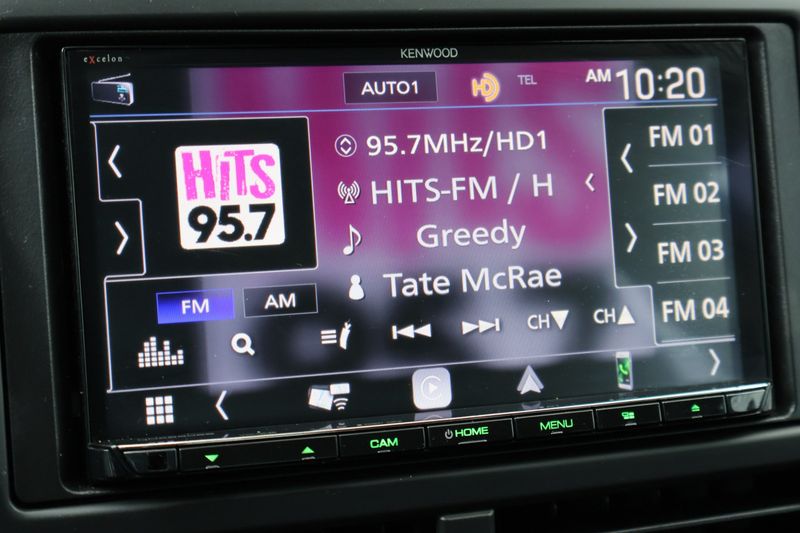 eXcelon
KENWOOD
AUTO1
HD
TEL
AM 10:20
HiTS
95.7
95.7MHz/HD1
HITS-FM / H
Greedy
Tate McRae
FM
AM
CH▼
CH▲
FM 01
FM 02
FM 03
FM 04
CAM
HOME
MENU